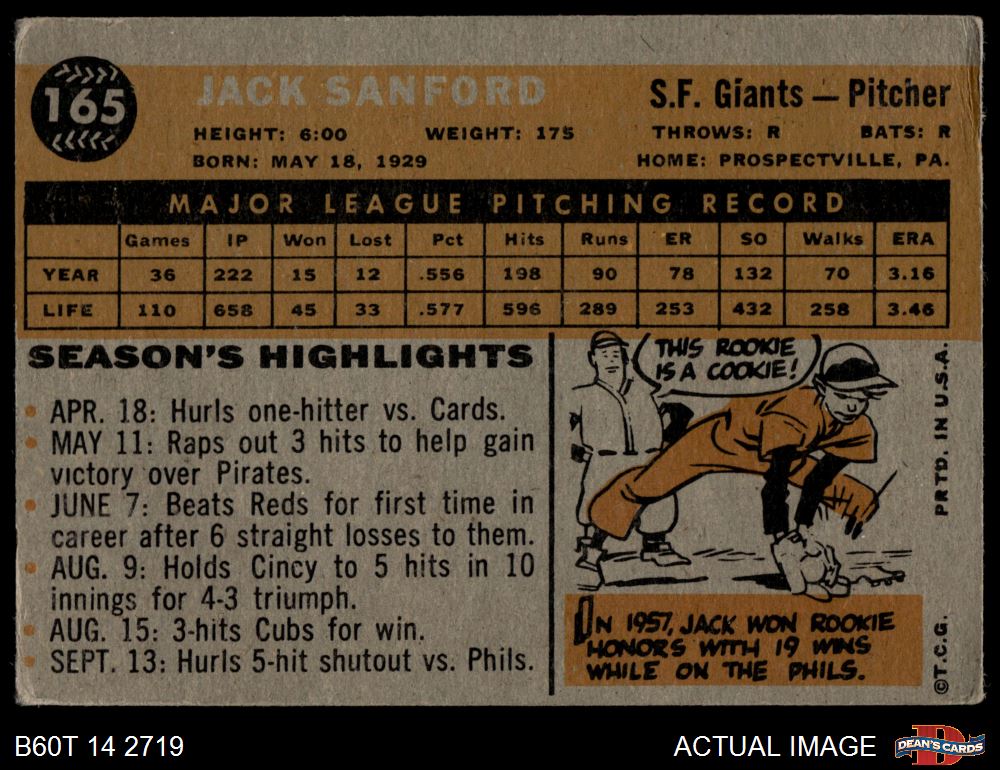 165
JACK SANFORD
S.F. Giants — Pitcher
HEIGHT: 6:00 WEIGHT: 175 THROWS: R BATS: R
BORN: MAY 18, 1929 HOME: PROSPECTVILLE, PA.
MAJOR LEAGUE PITCHING RECORD
Games IP Won Lost Pct Hits Runs ER SO Walks ERA
YEAR 36 222 15 12 .556 198 90 78 132 70 3.16
LIFE 110 658 45 33 .577 596 289 253 432 258 3.46
SEASON'S HIGHLIGHTS
• APR. 18: Hurls one-hitter vs. Cards.
• MAY 11: Raps out 3 hits to help gain
victory over Pirates.
• JUNE 7: Beats Reds for first time in
career after 6 straight losses to them.
• AUG. 9: Holds Cincy to 5 hits in 10
innings for 4-3 triumph.
• AUG. 15: 3-hits Cubs for win.
• SEPT. 13: Hurls 5-hit shutout vs. Phils.
THIS ROOKIE
IS A COOKIE!
IN 1957, JACK WON ROOKIE
HONORS WITH 19 WINS
WHILE ON THE PHILS.
PRTD. IN U.S.A.
©T.C.G.
B60T 14 2719
ACTUAL IMAGE
D
DEAN'S CARDS